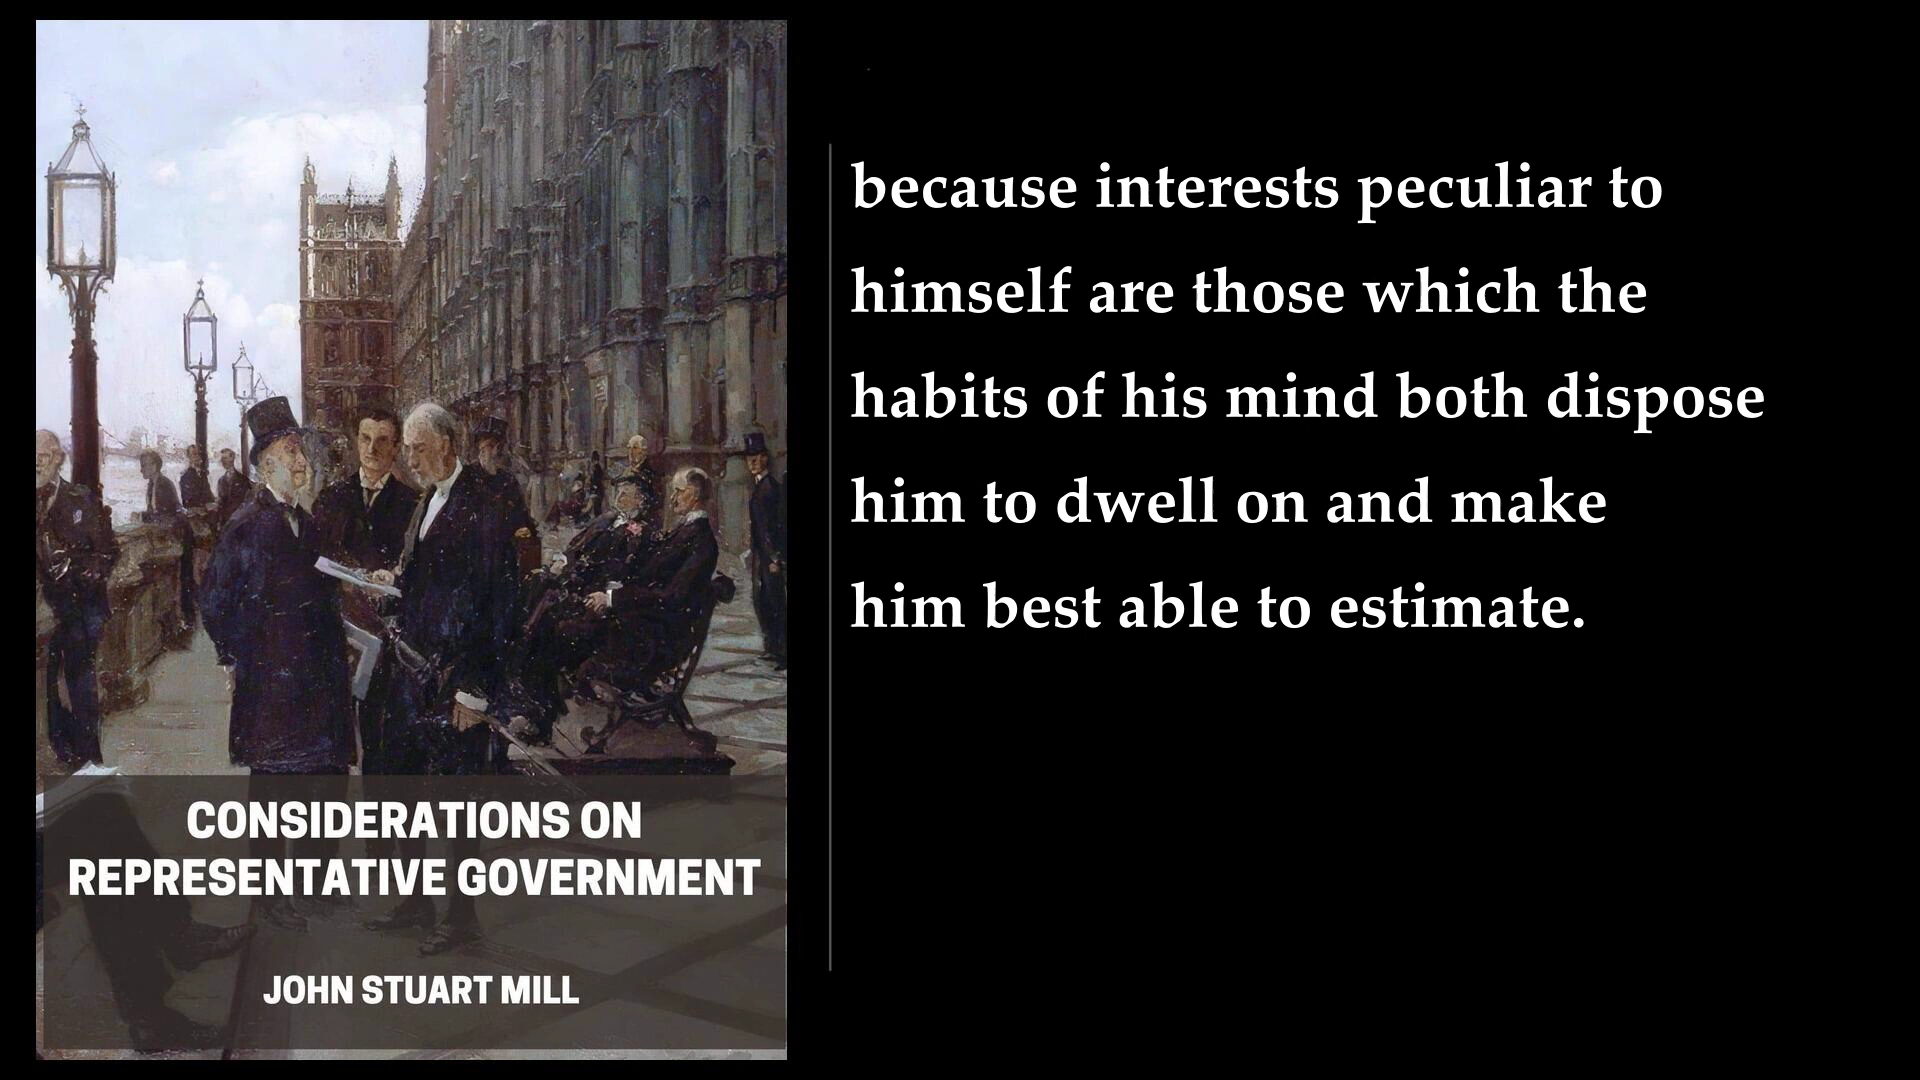 CONSIDERATIONS ON
REPRESENTATIVE GOVERNMENT
JOHN STUART MILL
because interests peculiar to
himself are those which the
habits of his mind both dispose
him to dwell on and make
him best able to estimate.